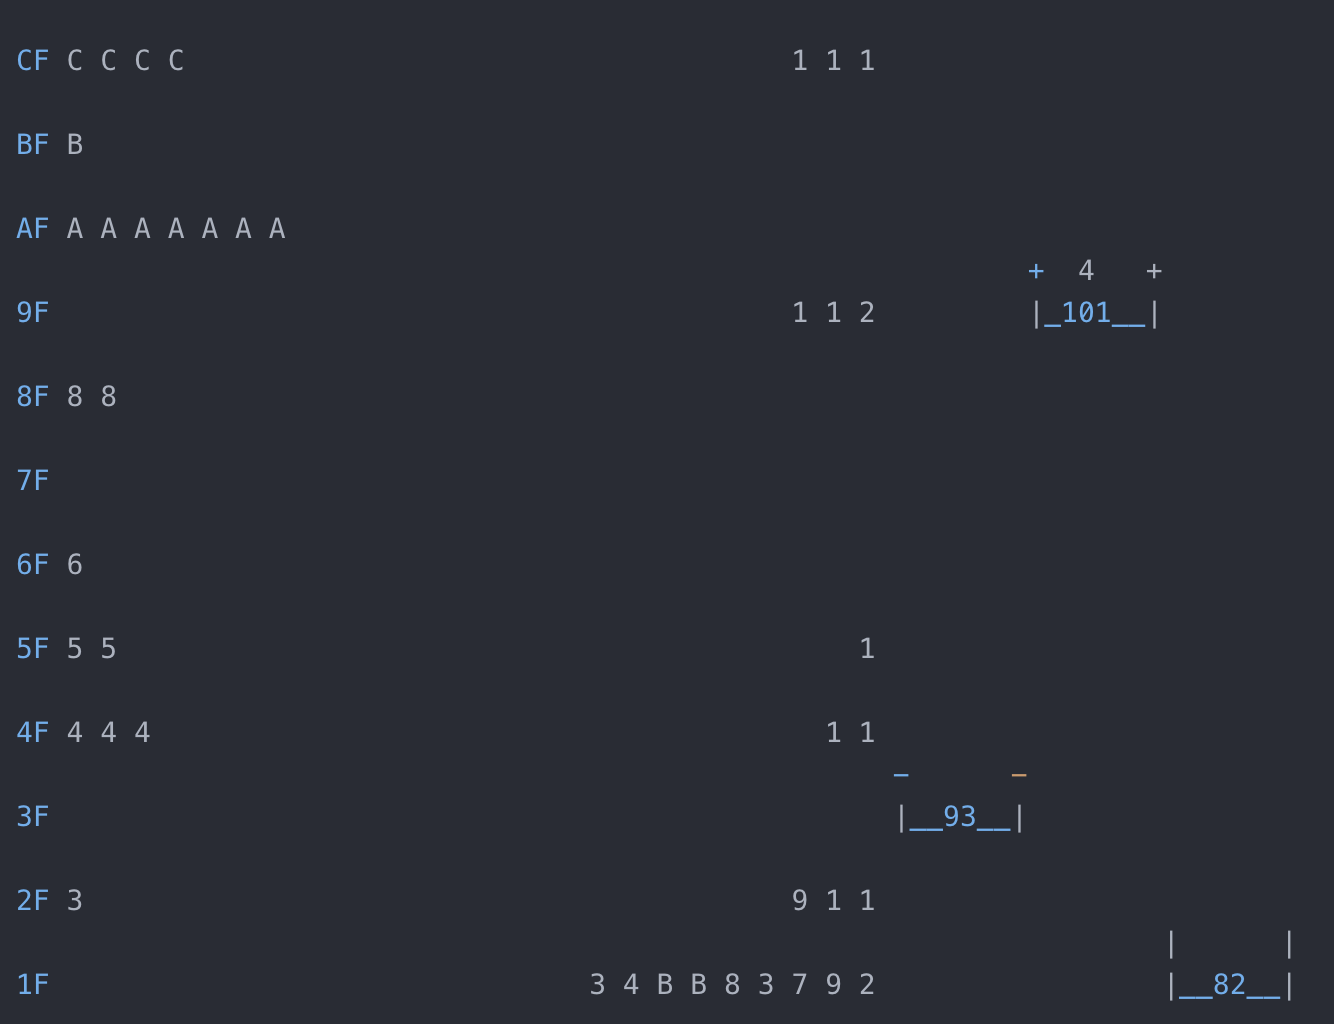 CF C C C C 1 1 1
BF B
AF A A A A A A A
+ 4 +
9F 1 1 2 |_101__|
8F 8 8
7F
6F 6
5F 5 5 1
4F 4 4 4 1 1
– –
3F |__93__|
2F 3 9 1 1
| |
1F 3 4 B B 8 3 7 9 2 |__82__|